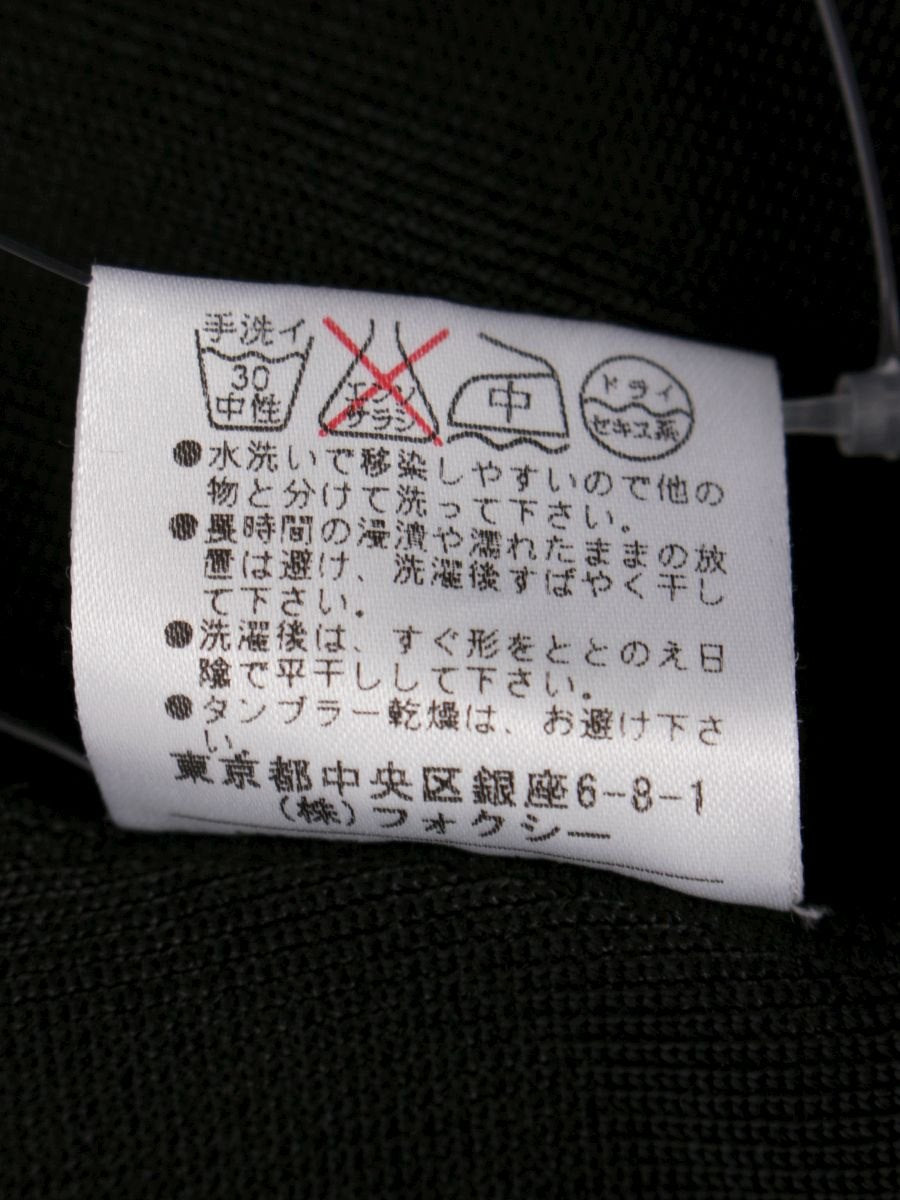 手洗イ
30
中性
エンソ
サラシ
中
ドライ
セキユ系
●水洗いで移染しやすいので他の
物と分けて洗って下さい。
●長時間の浸漬や濡れたままの放
置は避け、洗濯後すばやく干し
て下さい。
●洗濯後は、すぐ形をととのえ日
陰で平干しして下さい。
●タンブラー乾燥は、お避け下さ
い。
東京都中央区銀座6-8-1
(株)フォクシー